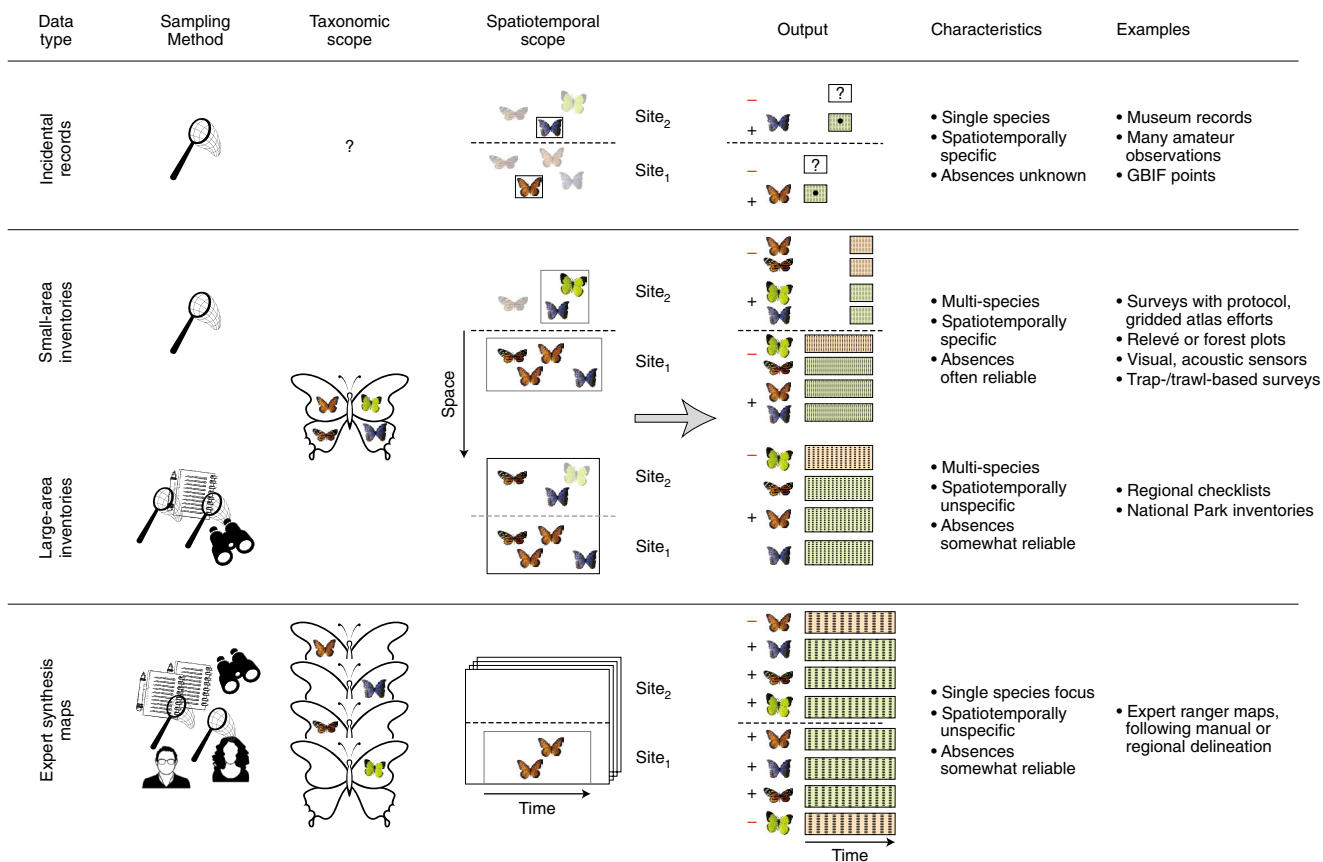 Data
type
Sampling
Method
Taxonomic
scope
Spatiotemporal
scope
Output
Characteristics
Examples
Incidental
records
?
Site2
Site1
−
?
+
−
?
+
• Single species
• Spatiotemporally
specific
• Absences unknown
• Museum records
• Many amateur
observations
• GBIF points
Small-area
inventories
Site2
Site1
Space
−
+
−
+
• Multi-species
• Spatiotemporally
specific
• Absences
often reliable
• Surveys with protocol,
gridded atlas efforts
• Relevé or forest plots
• Visual, acoustic sensors
• Trap-/trawl-based surveys
Large-area
inventories
Site2
Site1
−
+
• Multi-species
• Spatiotemporally
unspecific
• Absences
somewhat reliable
• Regional checklists
• National Park inventories
Expert synthesis
maps
Site2
Site1
Time
−
+
+
+
+
+
+
−
Time
• Single species focus
• Spatiotemporally
unspecific
• Absences
somewhat reliable
• Expert ranger maps,
following manual or
regional delineation